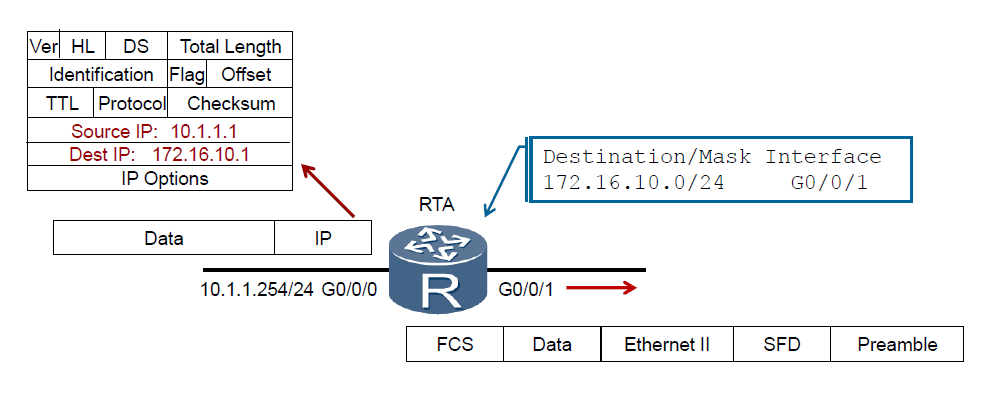 Ver HL DS Total Length
Identification Flag Offset
TTL Protocol Checksum
Source IP: 10.1.1.1
Dest IP: 172.16.10.1
IP Options
Destination/Mask Interface
172.16.10.0/24 G0/0/1
RTA
Data IP
R
10.1.1.254/24 G0/0/0 G0/0/1
FCS Data Ethernet II SFD Preamble